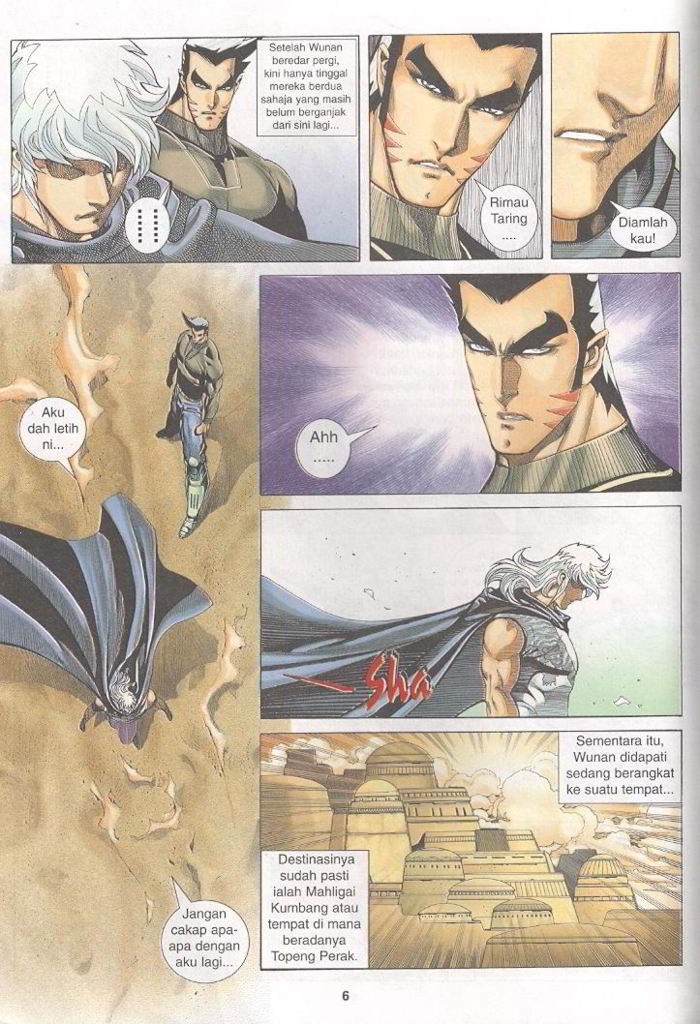 Setelah Wunan
beredar pergi,
kini hanya tinggal
mereka berdua
sahaja yang masih
belum berganjak
dari sini lagi...
Rimau
Taring
....
Diamlah
kau!
Aku
dah letih
ni...
Ahh
.....
Sha
Jangan
cakap apa-
apa dengan
aku lagi...
Sementara itu,
Wunan didapati
sedang berangkat
ke suatu tempat...
Destinasinya
sudah pasti
ialah Mahligai
Kumbang atau
tempat di mana
beradanya
Topeng Perak.
6